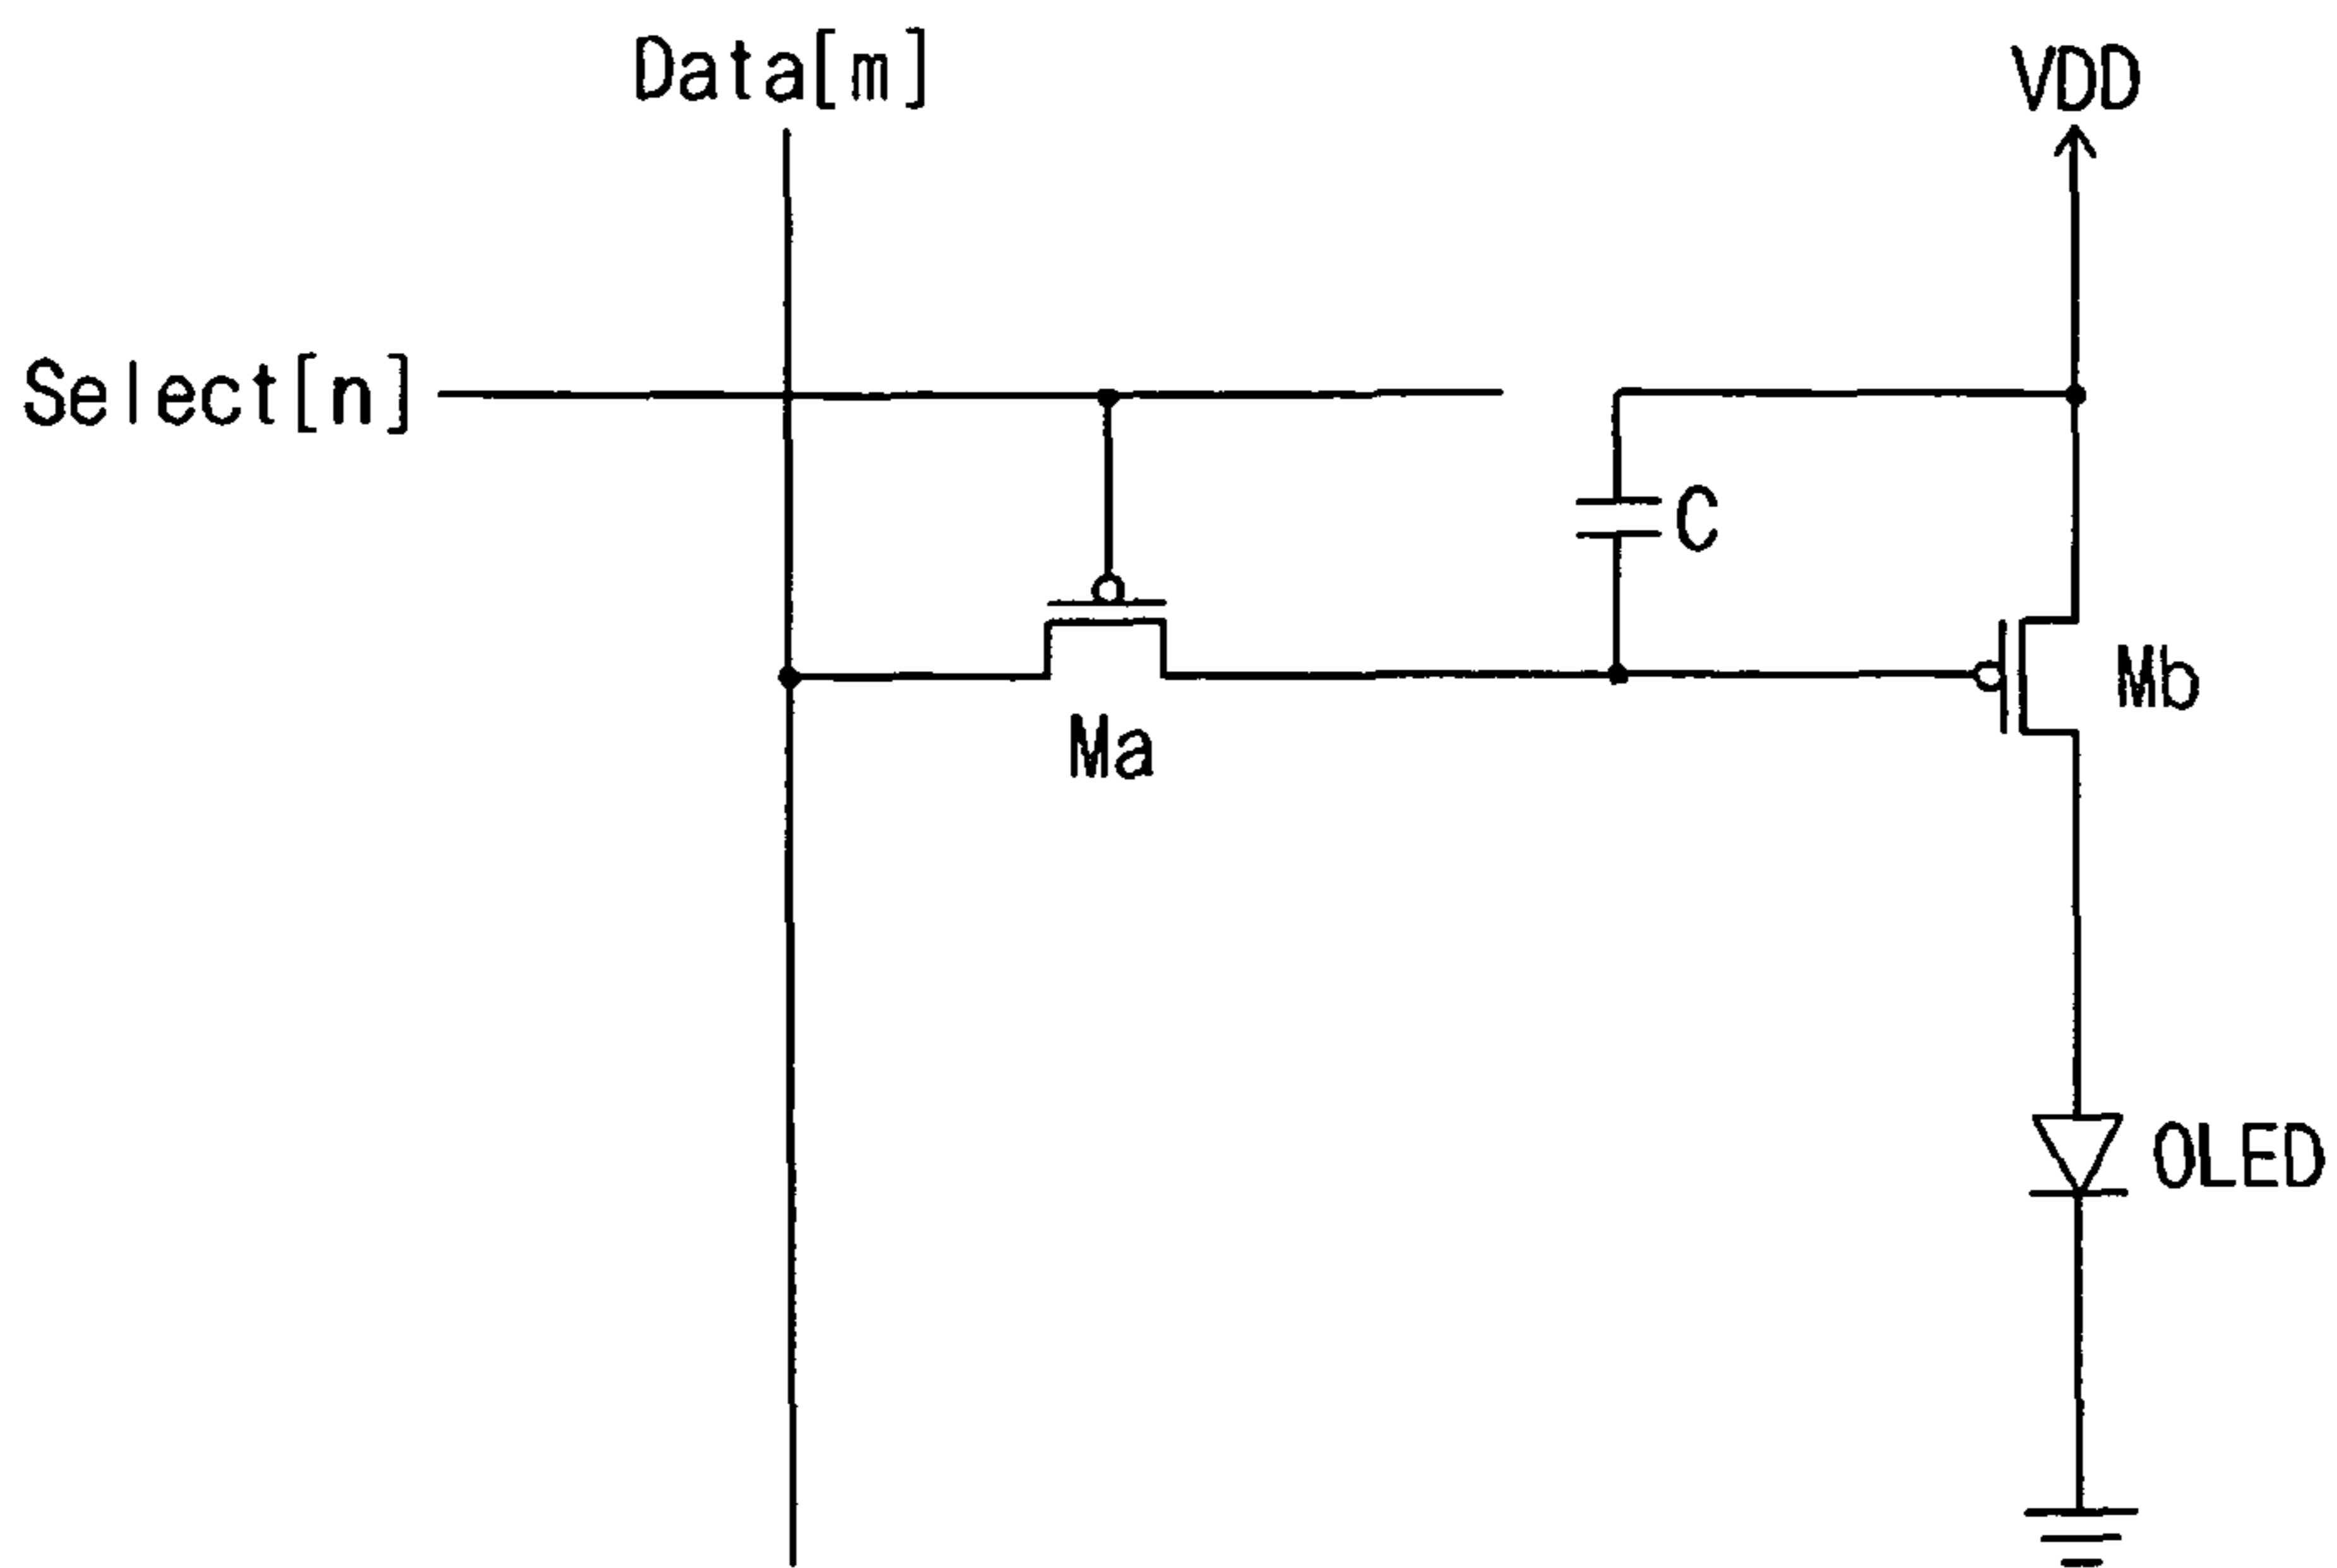 Data[m]
VDD
Select[n]
C
Mb
Ma
OLED